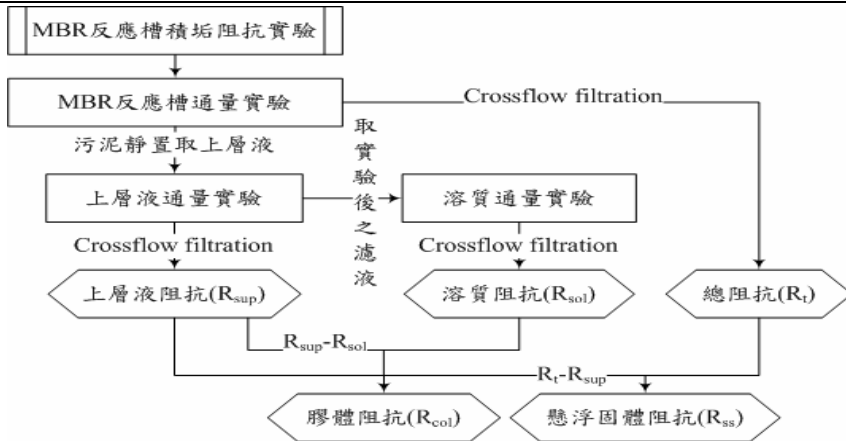 MBR反應槽積垢阻抗實驗
MBR反應槽通量實驗
Crossflow filtration
污泥靜置取上層液
取實驗後之濾液
上層液通量實驗
溶質通量實驗
Crossflow filtration
Crossflow filtration
上層液阻抗(Rsup)
溶質阻抗(Rsol)
總阻抗(Rt)
Rsup-Rsol
Rt-Rsup
膠體阻抗(Rcol)
懸浮固體阻抗(Rss)